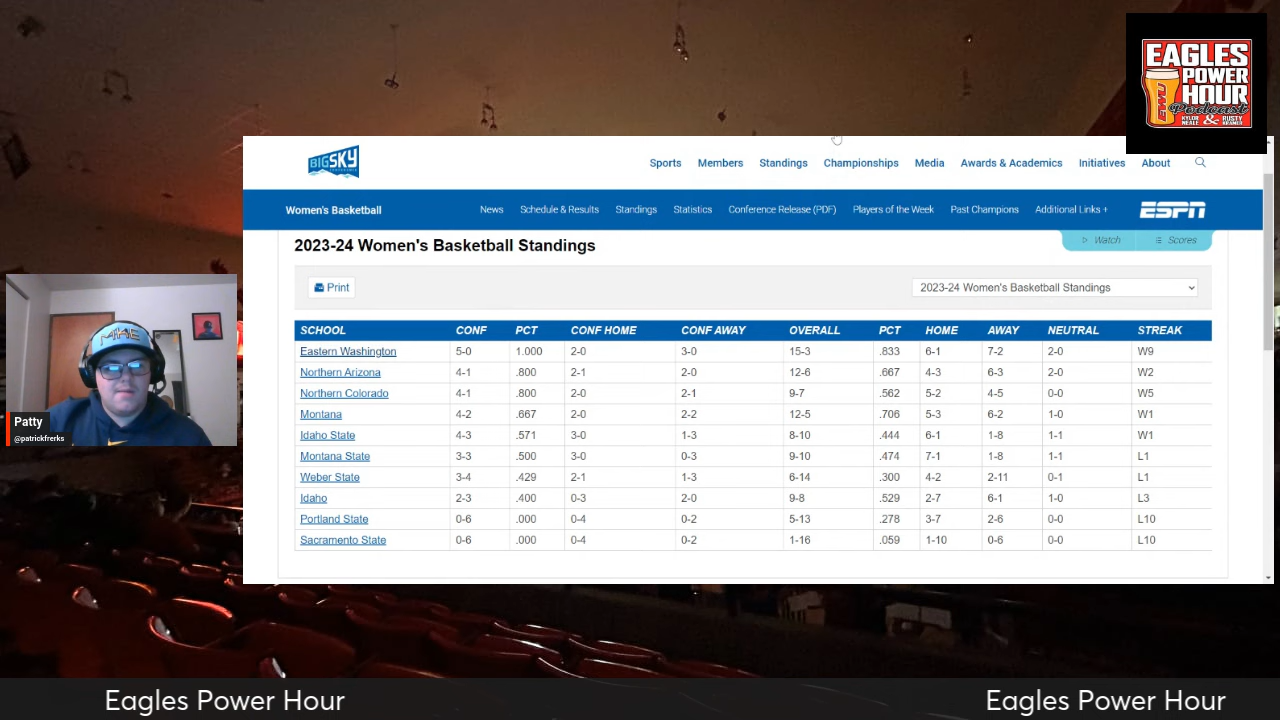 EAGLES
POWER
HOUR
Podcast
EWU
KYLOR
NEALE
&
RUSTY
KRAMER
BIGSKY
CONFERENCE
Sports Members Standings Championships Media Awards & Academics Initiatives About
Women's Basketball News Schedule & Results Standings Statistics Conference Release (PDF) Players of the Week Past Champions Additional Links + ESPN
2023-24 Women's Basketball Standings
Watch Scores
Print 2023-24 Women's Basketball Standings
SCHOOL CONF PCT CONF HOME CONF AWAY OVERALL PCT HOME AWAY NEUTRAL STREAK
Eastern Washington 5-0 1.000 2-0 3-0 15-3 .833 6-1 7-2 2-0 W9
Northern Arizona 4-1 .800 2-1 2-0 12-6 .667 4-3 6-3 2-0 W2
Northern Colorado 4-1 .800 2-0 2-1 9-7 .562 5-2 4-5 0-0 W5
Montana 4-2 .667 2-0 2-2 12-5 .706 5-3 6-2 1-0 W1
Idaho State 4-3 .571 3-0 1-3 8-10 .444 6-1 1-8 1-1 W1
Montana State 3-3 .500 3-0 0-3 9-10 .474 7-1 1-8 1-1 L1
Weber State 3-4 .429 2-1 1-3 6-14 .300 4-2 2-11 0-1 L1
Idaho 2-3 .400 0-3 2-0 9-8 .529 2-7 6-1 1-0 L3
Portland State 0-6 .000 0-4 0-2 5-13 .278 3-7 2-6 0-0 L10
Sacramento State 0-6 .000 0-4 0-2 1-16 .059 1-10 0-6 0-0 L10
Patty
@patrickfrerks
Eagles Power Hour Eagles Power Hour